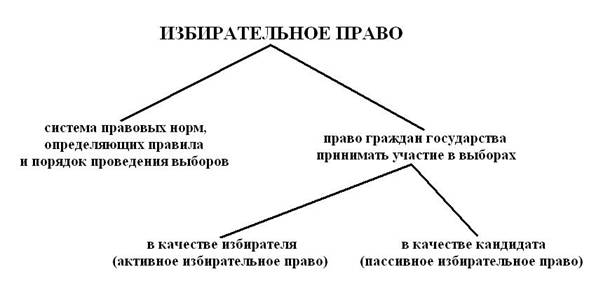 ИЗБИРАТЕЛЬНОЕ ПРАВО
система правовых норм,
определяющих правила
и порядок проведения выборов
право граждан государства
принимать участие в выборах
в качестве избирателя
(активное избирательное право)
в качестве кандидата
(пассивное избирательное право)